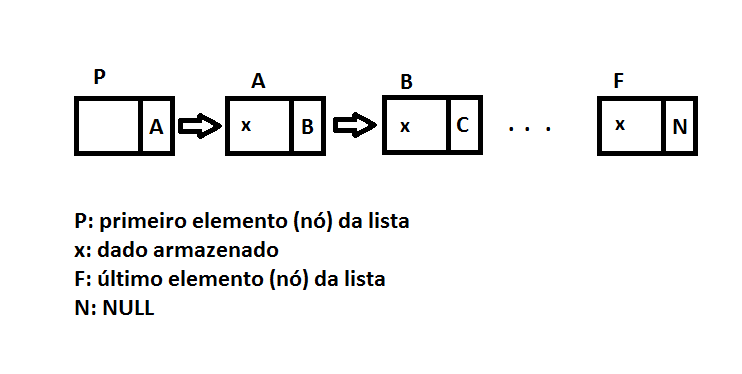 P A B F
A x B x C . . . x N
P: primeiro elemento (nó) da lista
x: dado armazenado
F: último elemento (nó) da lista
N: NULL